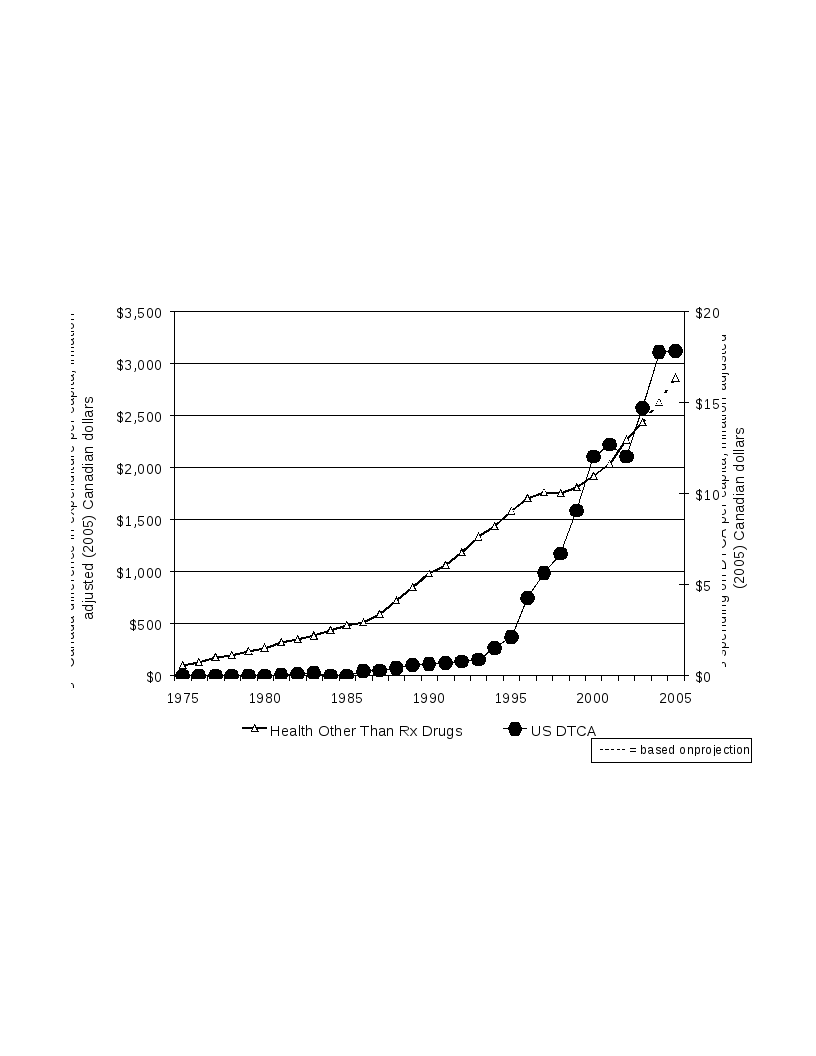 $3,500
$3,000
$2,500
$2,000
$1,500
$1,000
$500
$0
adjusted (2005) Canadian dollars
$20
$15
$10
$5
$0
(2005) Canadian dollars
1975 1980 1985 1990 1995 2000 2005
Health Other Than Rx Drugs US DTCA
= based onprojection